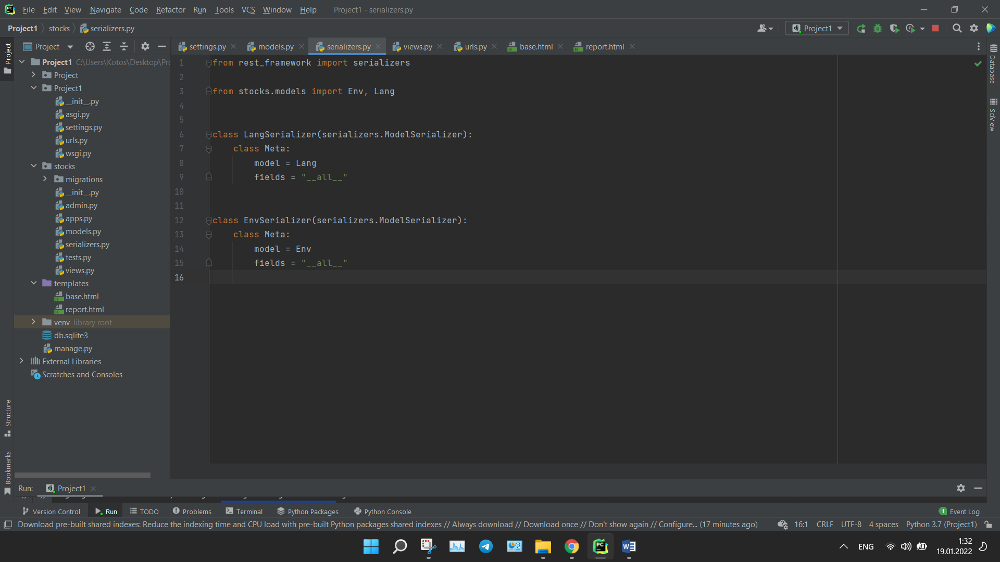 File Edit View Navigate Code Refactor Run Tools VCS Window Help Project1 - serializers.py
Project1 stocks serializers.py Project1
Project settings.py models.py serializers.py views.py urls.py base.html report.html
Project1 C:\Users\Kotos\Desktop\Pro
Project
Project1
__init__.py
asgi.py
settings.py
urls.py
wsgi.py
stocks
migrations
__init__.py
admin.py
apps.py
models.py
serializers.py
tests.py
views.py
templates
base.html
report.html
venv library root
db.sqlite3
manage.py
External Libraries
Scratches and Consoles
Project
Structure
Bookmarks
1 from rest_framework import serializers
2
3 from stocks.models import Env, Lang
4
5
6 class LangSerializer(serializers.ModelSerializer):
7 class Meta:
8 model = Lang
9 fields = "__all__"
10
11
12 class EnvSerializer(serializers.ModelSerializer):
13 class Meta:
14 model = Env
15 fields = "__all__"
16
Database
SciView
Run: Project1
Version Control Run TODO Problems Terminal Python Packages Python Console 1 Event Log
Download pre-built shared indexes: Reduce the indexing time and CPU load with pre-built Python packages shared indexes // Always download // Download once // Don't show again // Configure... (17 minutes ago) 16:1 CRLF UTF-8 4 spaces Python 3.7 (Project1)
ENG 1:32
19.01.2022